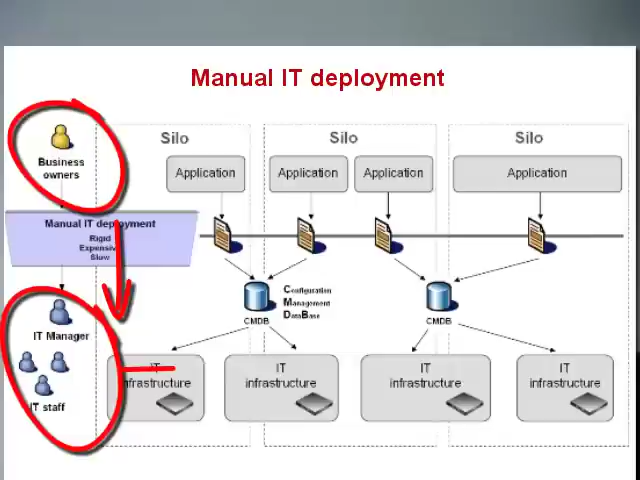 Manual IT deployment
Silo
Silo
Silo
Business
owners
Application
Application
Application
Application
Manual IT deployment
Rigid
Expensive
Slow
Configuration
Management
DataBase
CMDB
CMDB
IT Manager
IT staff
IT
infrastructure
IT
infrastructure
IT
infrastructure
IT
infrastructure